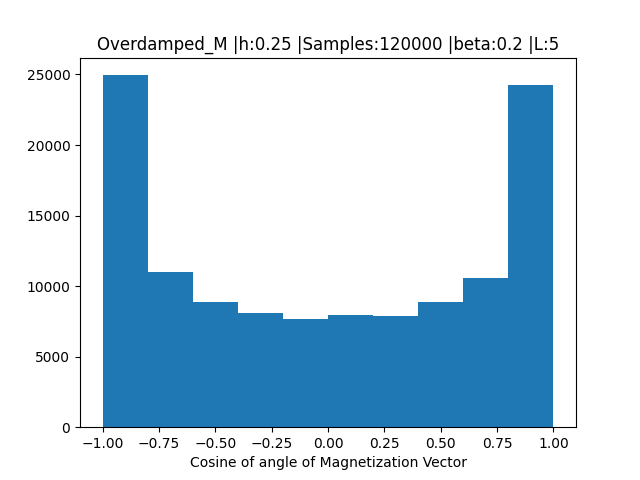 Overdamped_M |h:0.25 |Samples:120000 |beta:0.2 |L:5
25000
20000
15000
10000
5000
0
−1.00 −0.75 −0.50 −0.25 0.00 0.25 0.50 0.75 1.00
Cosine of angle of Magnetization Vector